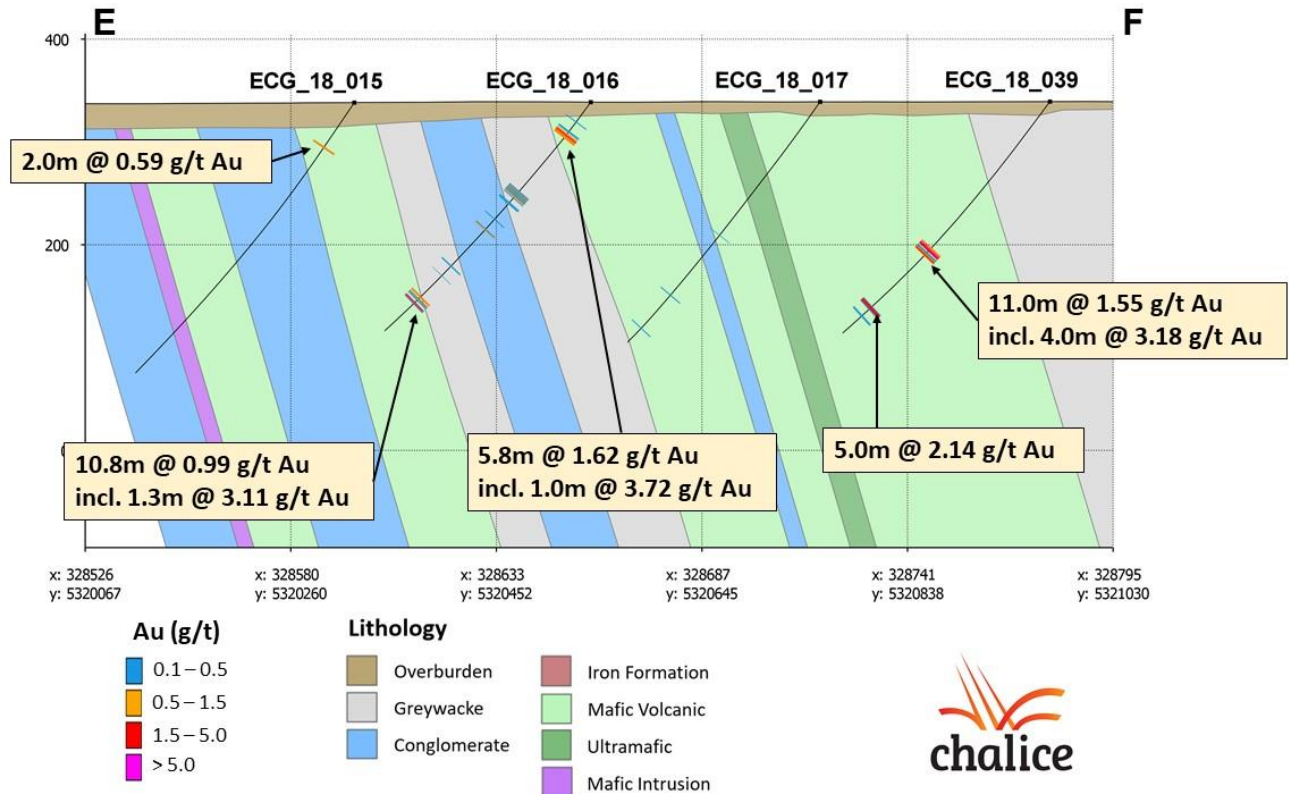 E
F
400
ECG_18_015
ECG_18_016
ECG_18_017
ECG_18_039
2.0m @ 0.59 g/t Au
200
11.0m @ 1.55 g/t Au
incl. 4.0m @ 3.18 g/t Au
10.8m @ 0.99 g/t Au
incl. 1.3m @ 3.11 g/t Au
5.8m @ 1.62 g/t Au
incl. 1.0m @ 3.72 g/t Au
5.0m @ 2.14 g/t Au
x: 328526
y: 5320067
x: 328580
y: 5320260
x: 328633
y: 5320452
x: 328687
y: 5320645
x: 328741
y: 5320838
x: 328795
y: 5321030
Au (g/t)
0.1 – 0.5
0.5 – 1.5
1.5 – 5.0
> 5.0
Lithology
Overburden
Greywacke
Conglomerate
Iron Formation
Mafic Volcanic
Ultramafic
Mafic Intrusion
chalice